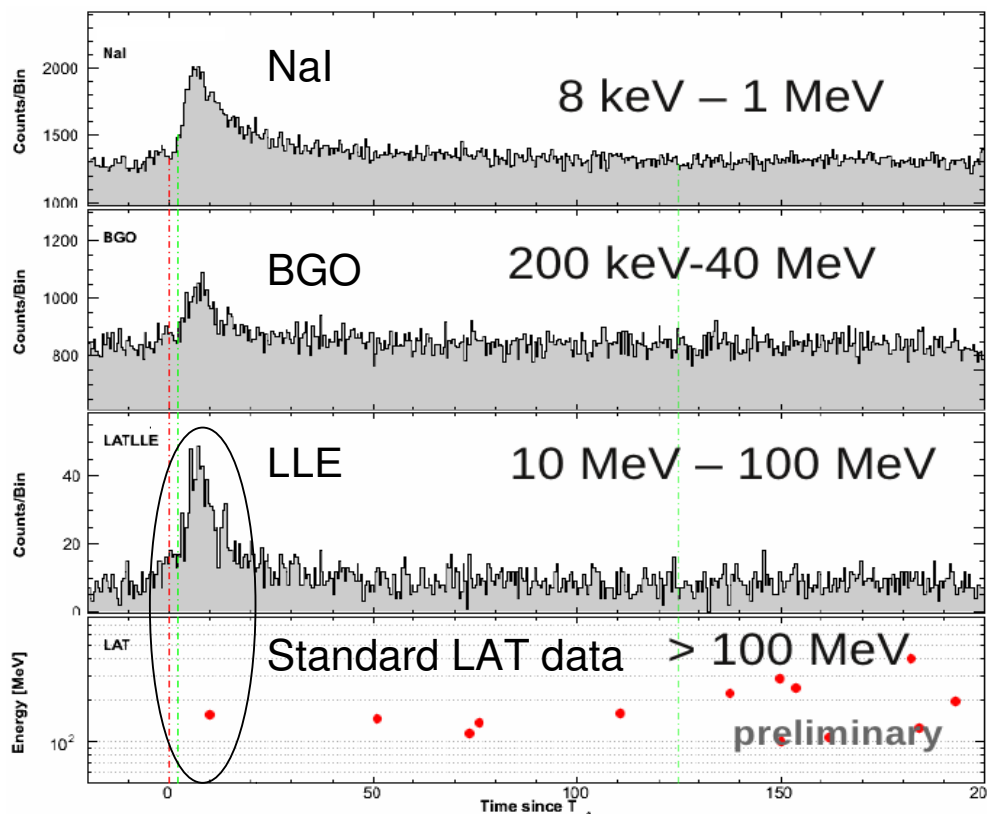 NaI
NaI
8 keV – 1 MeV
Counts/Bin
2000
1500
1000
BGO
BGO
200 keV-40 MeV
Counts/Bin
1200
1000
800
LATLLE
LLE
10 MeV – 100 MeV
Counts/Bin
40
20
0
LAT
Standard LAT data
> 100 MeV
Energy [MeV]
10²
preliminary
0
50
100
150
20
Time since T